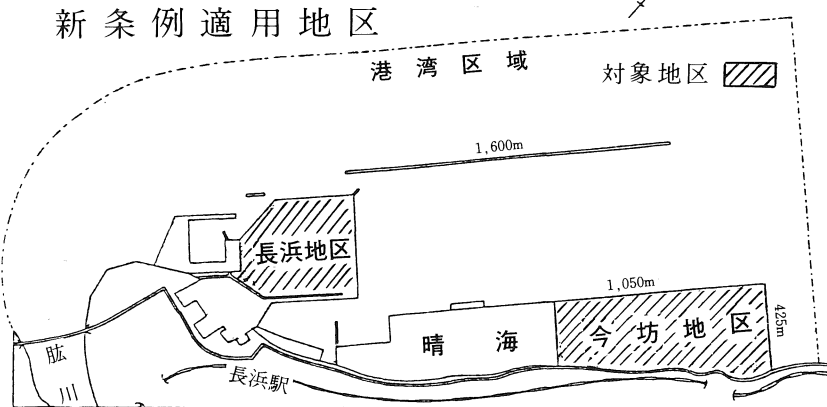 新条例適用地区
港湾区域
対象地区
1,600m
長浜地区
1,050m
425m
晴海
今坊地区
肱川
長浜駅